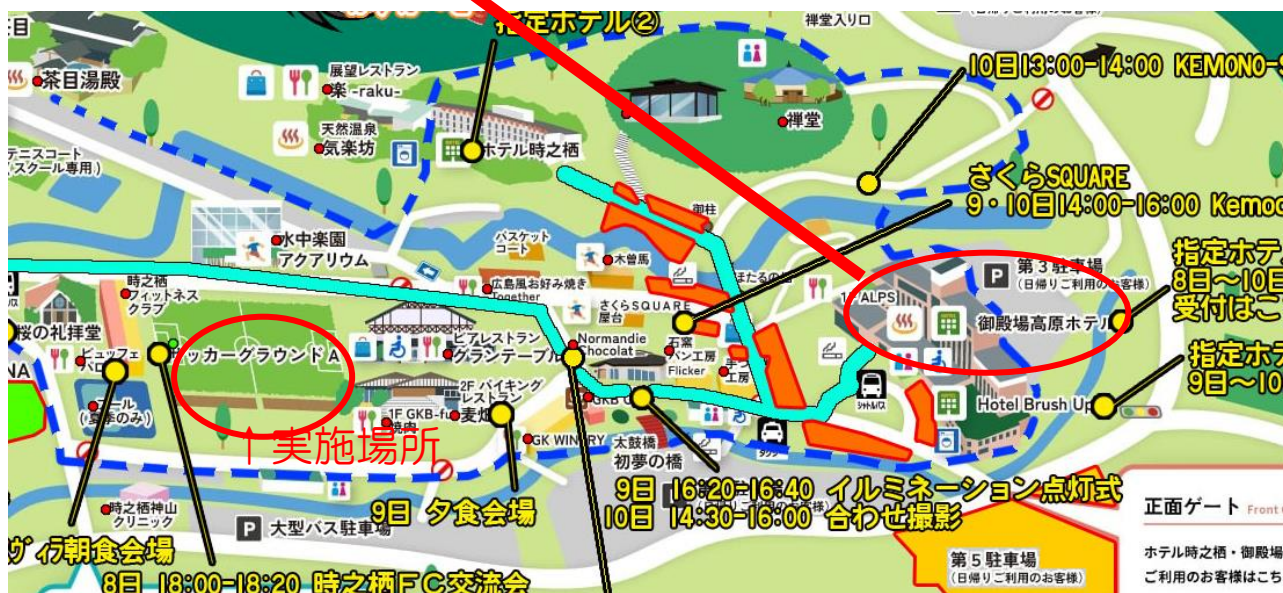 指定ホテル②
禅堂入り口
茶目湯殿
展望レストラン
楽 -raku-
天然温泉
気楽坊
ホテル時之栖
禅堂
10日13:00-14:00 KEMONO-S
さくらSQUARE
9・10日14:00-16:00 Kemoc
テニスコート
スクール専用)
水中楽園
アクアリウム
バスケット
コート
御柱
木曽馬
広島風お好み焼き
Together
さくらSQUARE
屋台
ALPS
P
第3駐車場
(日帰りご利用のお客様)
御殿場高原ホテル
指定ホテ
8日~10日
受付はこ
時之栖
フィットネス
クラブ
桜の礼拝堂
サッカーグラウンドA
グランテーブル
Normandie
Chocolat
石窯
パン工房
Flicker
シャトルバス
Hotel Brush Up
指定ホテ
9日~10
2F バイキング
レストラン
麦畑
1F GKB-fu
焼肉
↑実施場所
GK WINERY
太鼓橋
初夢の橋
タクシー
9日 16:20-16:40 イルミネーション点灯式
10日 14:30-16:00 合わせ撮影
9日 夕食会場
時之栖神山
クリニック
P
大型バス駐車場
ヴィラ朝食会場
8日 18:00-18:20 時之栖FC交流会
第5駐車場
(日帰りご利用のお客様)
正面ゲート Front
ホテル時之栖・御殿場
ご利用のお客様はこち